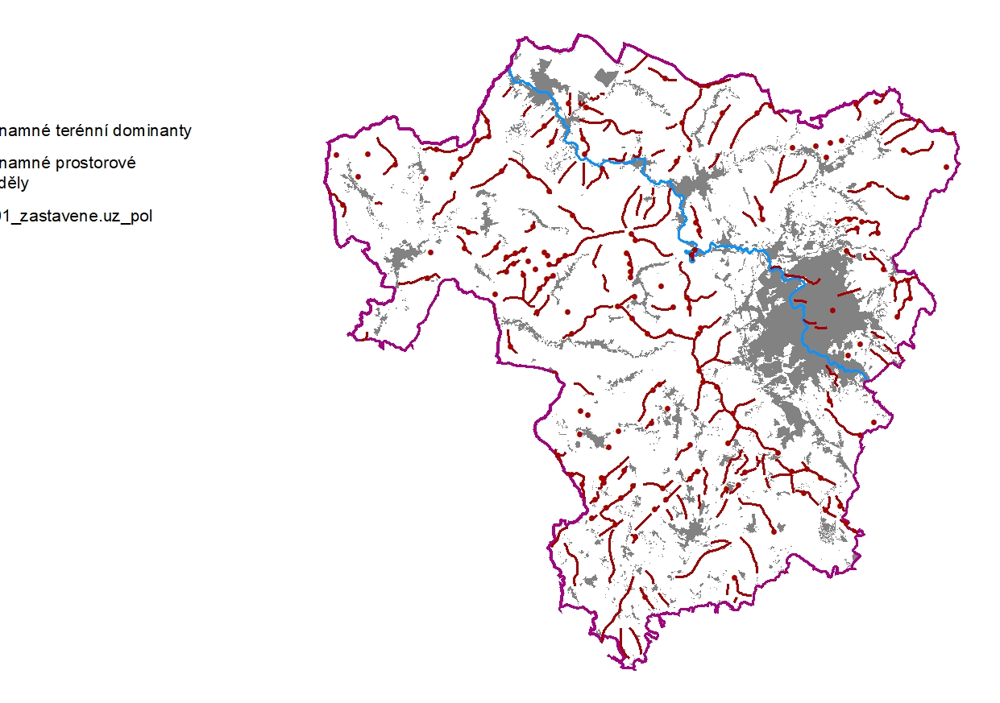 namné terénní dominanty
namné prostorové
děly
01_zastavene.uz_pol